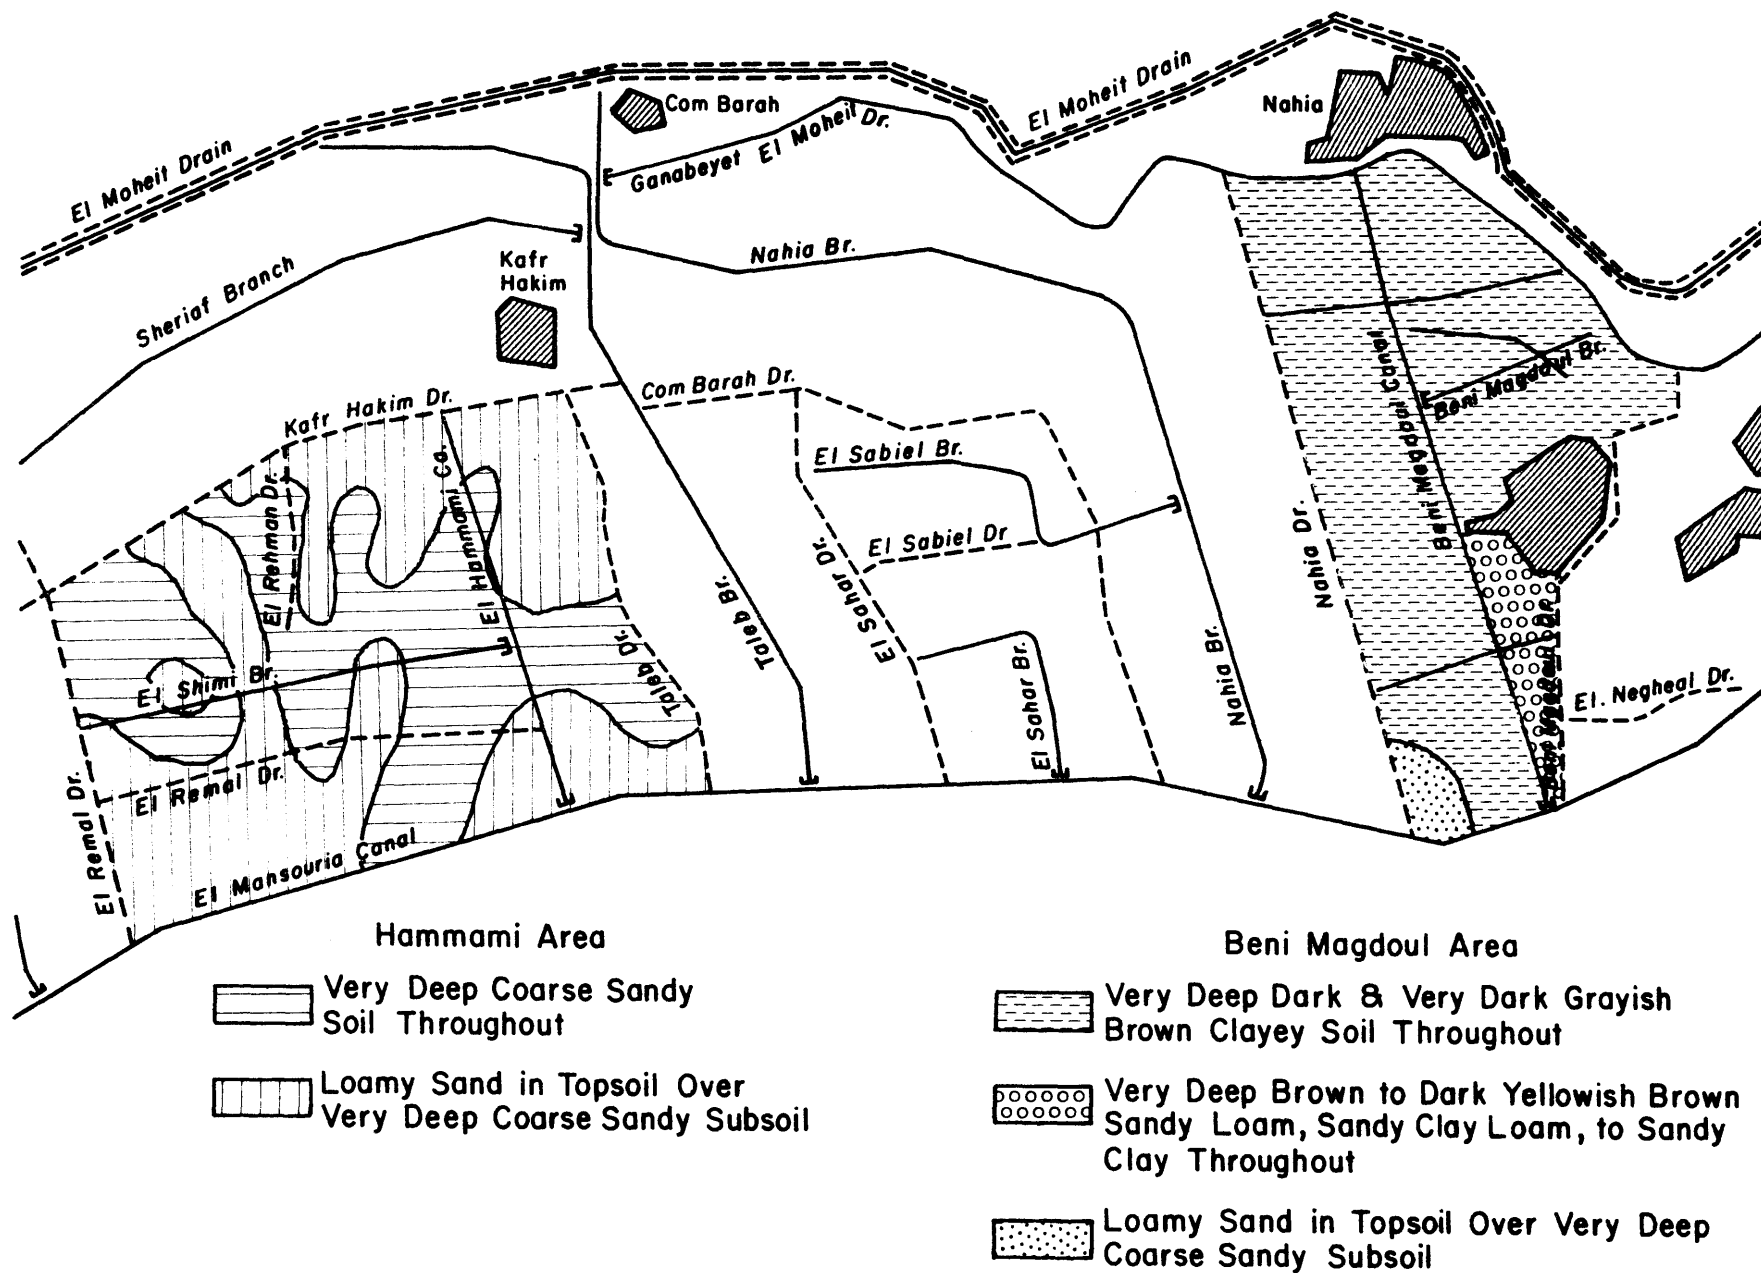 El Moheit Drain
Com Barah
Ganabeyet El Moheit Dr.
El Moheit Drain
Nahia
Sheriaf Branch
Kafr
Hakim
Nahia Br.
Kafr Hakim Dr.
Com Barah Dr.
El Sabiel Br.
El Sabiel Dr
El Rehman Dr.
El Hammami Ca.
El Shimi Br.
Taleb Dr.
Taleb Br.
El Sahar Dr.
El Sahar Br.
Nahia Br.
Nahia Dr.
Beni Magdoul Canal
Beni Magdoul Br.
Beni Magdoul Dr.
El. Negheal Dr.
El Remal Dr.
El Remal Dr.
El Mansouria Canal
Hammami Area
Very Deep Coarse Sandy
Soil Throughout
Loamy Sand in Topsoil Over
Very Deep Coarse Sandy Subsoil
Beni Magdoul Area
Very Deep Dark & Very Dark Grayish
Brown Clayey Soil Throughout
Very Deep Brown to Dark Yellowish Brown
Sandy Loam, Sandy Clay Loam, to Sandy
Clay Throughout
Loamy Sand in Topsoil Over Very Deep
Coarse Sandy Subsoil